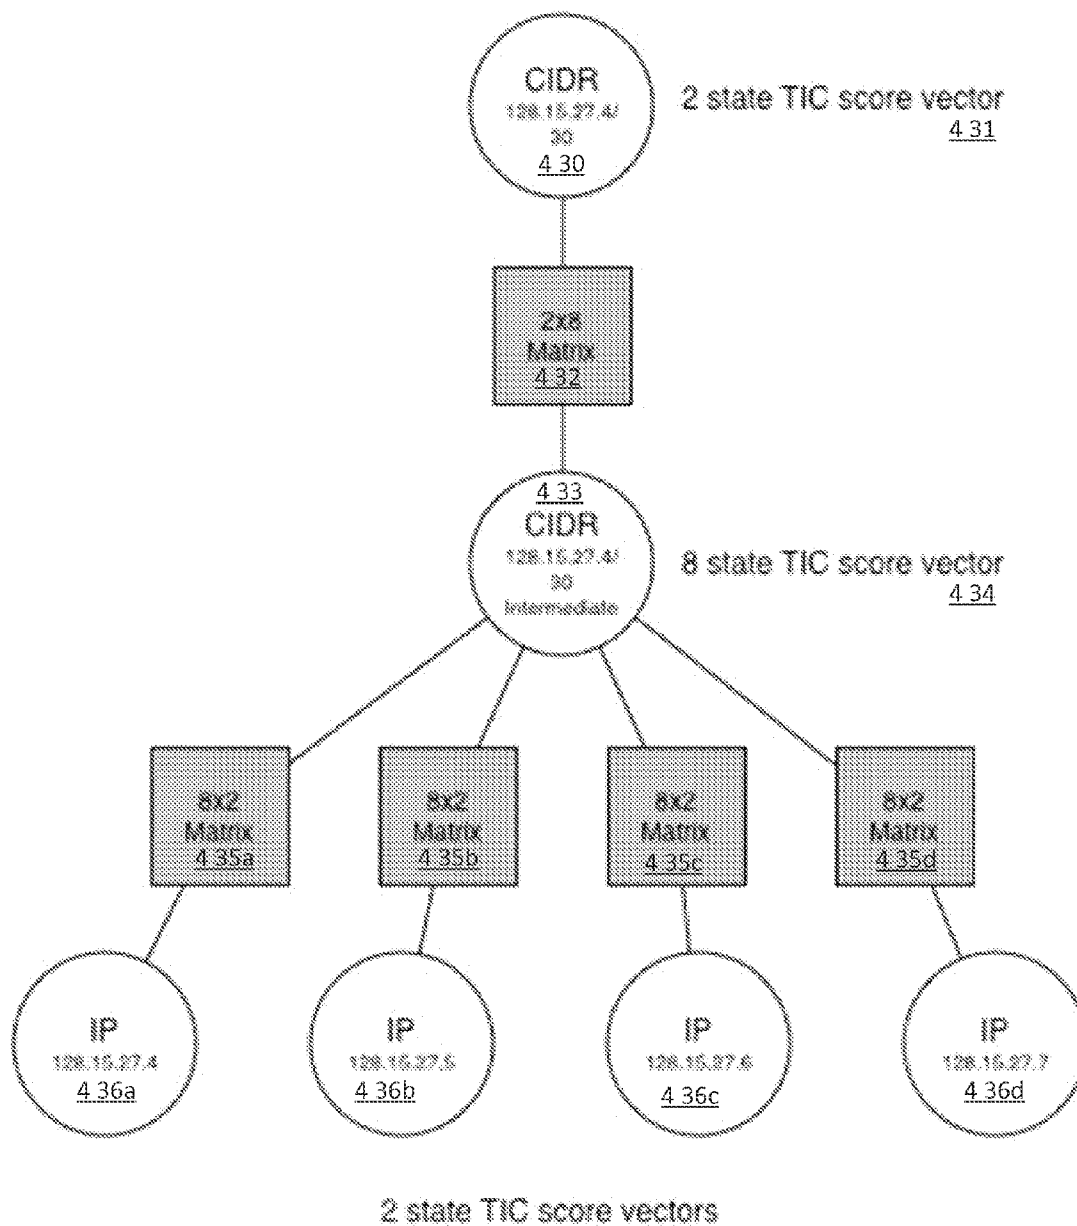 CIDR
128.15.27.4/
30
4 30
2 state TIC score vector
4 31
2x8
Matrix
4 32
4 33
CIDR
128.15.27.4/
30
Intermediate
8 state TIC score vector
4 34
8x2
Matrix
4 35a
8x2
Matrix
4 35b
8x2
Matrix
4 35c
8x2
Matrix
4 35d
IP
128.15.27.4
4 36a
IP
128.15.27.5
4 36b
IP
128.15.27.6
4 36c
IP
128.15.27.7
4 36d
2 state TIC score vectors